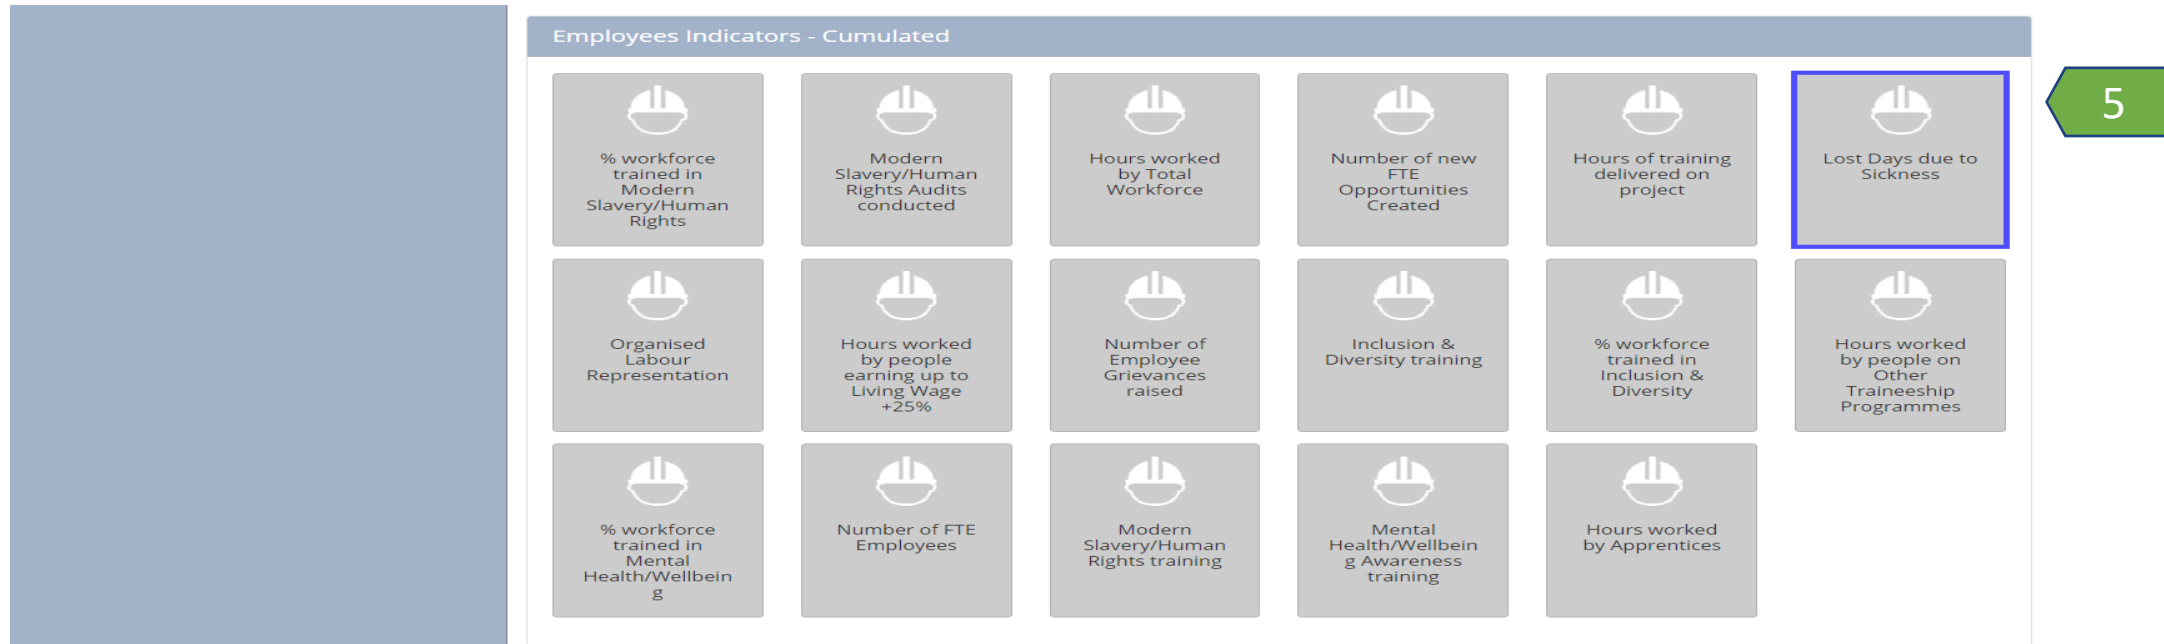 Employees Indicators - Cumulated
5
% workforce
trained in
Modern
Slavery/Human
Rights
Modern
Slavery/Human
Rights Audits
conducted
Hours worked
by Total
Workforce
Number of new
FTE
Opportunities
Created
Hours of training
delivered on
project
Lost Days due to
Sickness
Organised
Labour
Representation
Hours worked
by people
earning up to
Living Wage
+25%
Number of
Employee
Grievances
raised
Inclusion &
Diversity training
% workforce
trained in
Inclusion &
Diversity
Hours worked
by people on
Other
Traineeship
Programmes
% workforce
trained in
Mental
Health/Wellbein
g
Number of FTE
Employees
Modern
Slavery/Human
Rights training
Mental
Health/Wellbein
g Awareness
training
Hours worked
by Apprentices